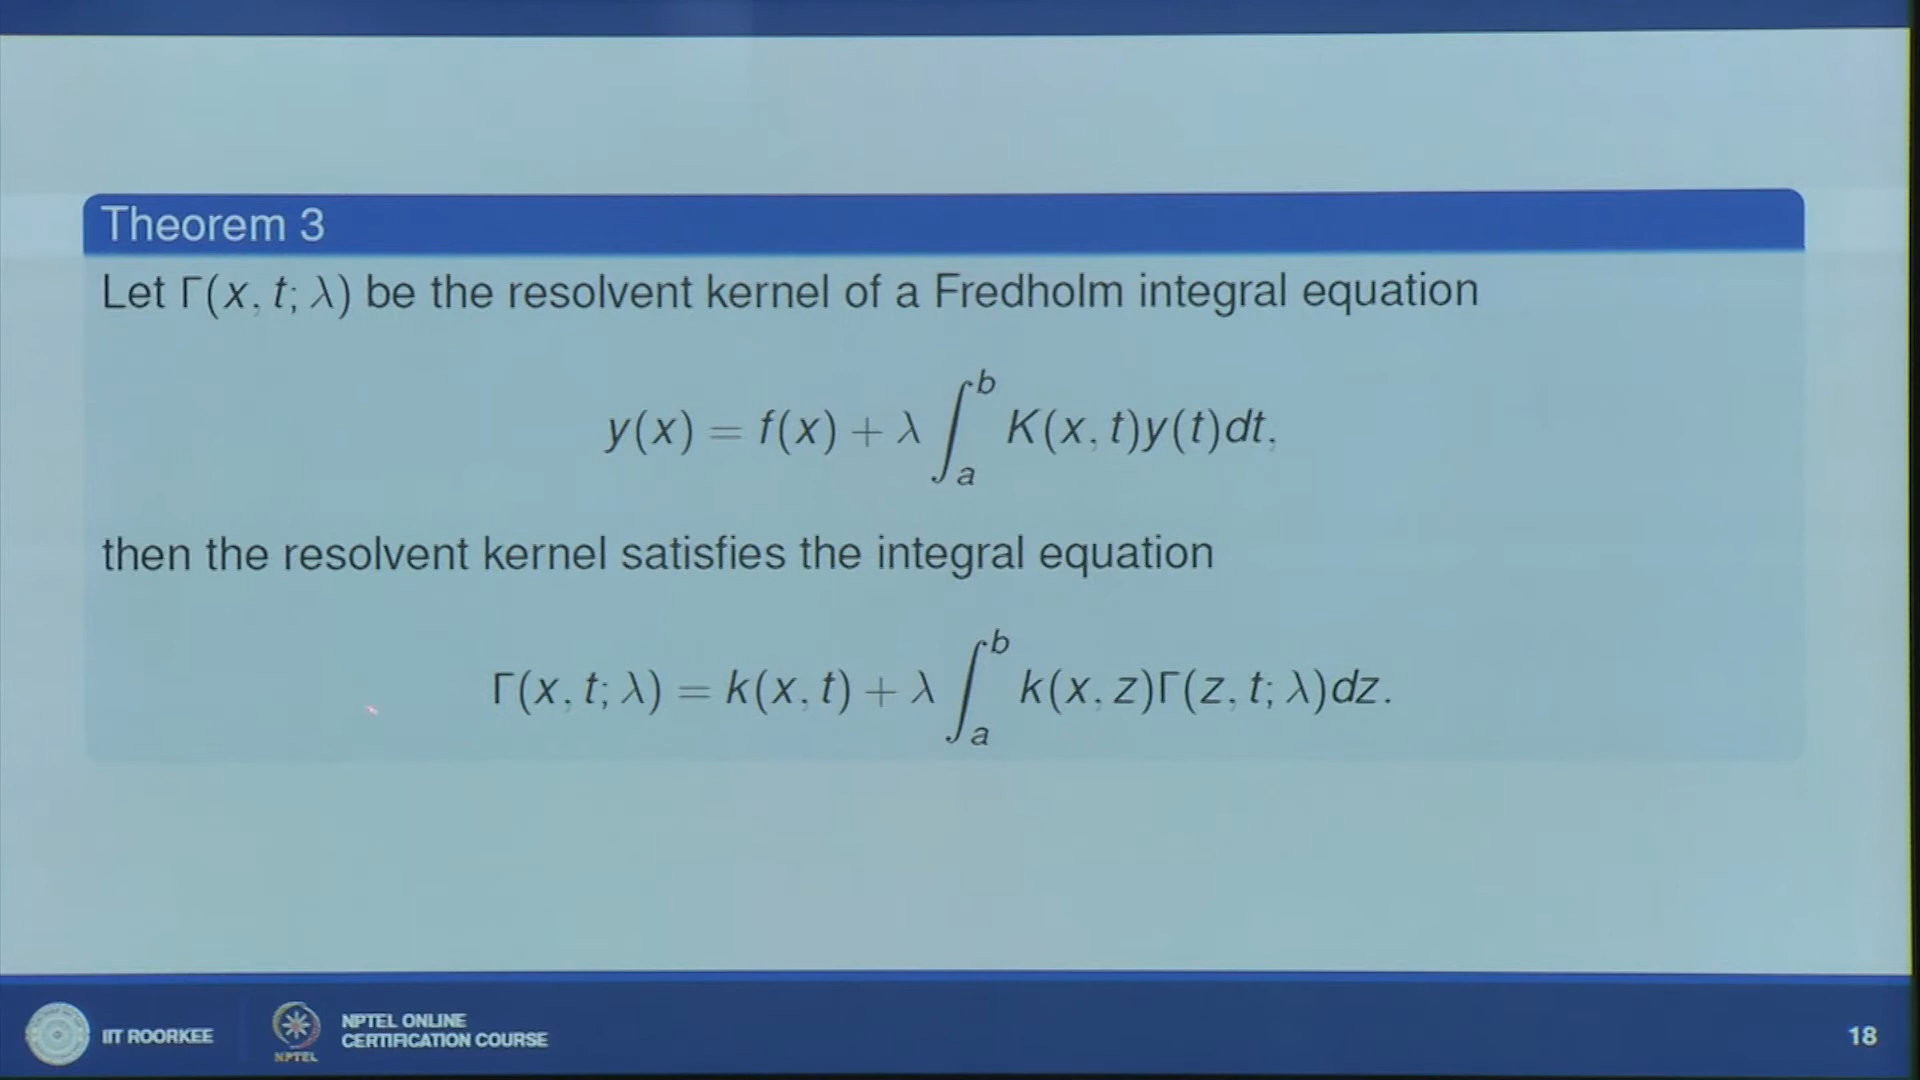 Theorem 3
Let Γ(x, t; λ) be the resolvent kernel of a Fredholm integral equation
y(x) = f(x) + λ ∫_a^b K(x, t)y(t)dt,
then the resolvent kernel satisfies the integral equation
Γ(x, t; λ) = k(x, t) + λ ∫_a^b k(x, z)Γ(z, t; λ)dz.
IIT ROORKEE
NPTEL
NPTEL ONLINE
CERTIFICATION COURSE
18